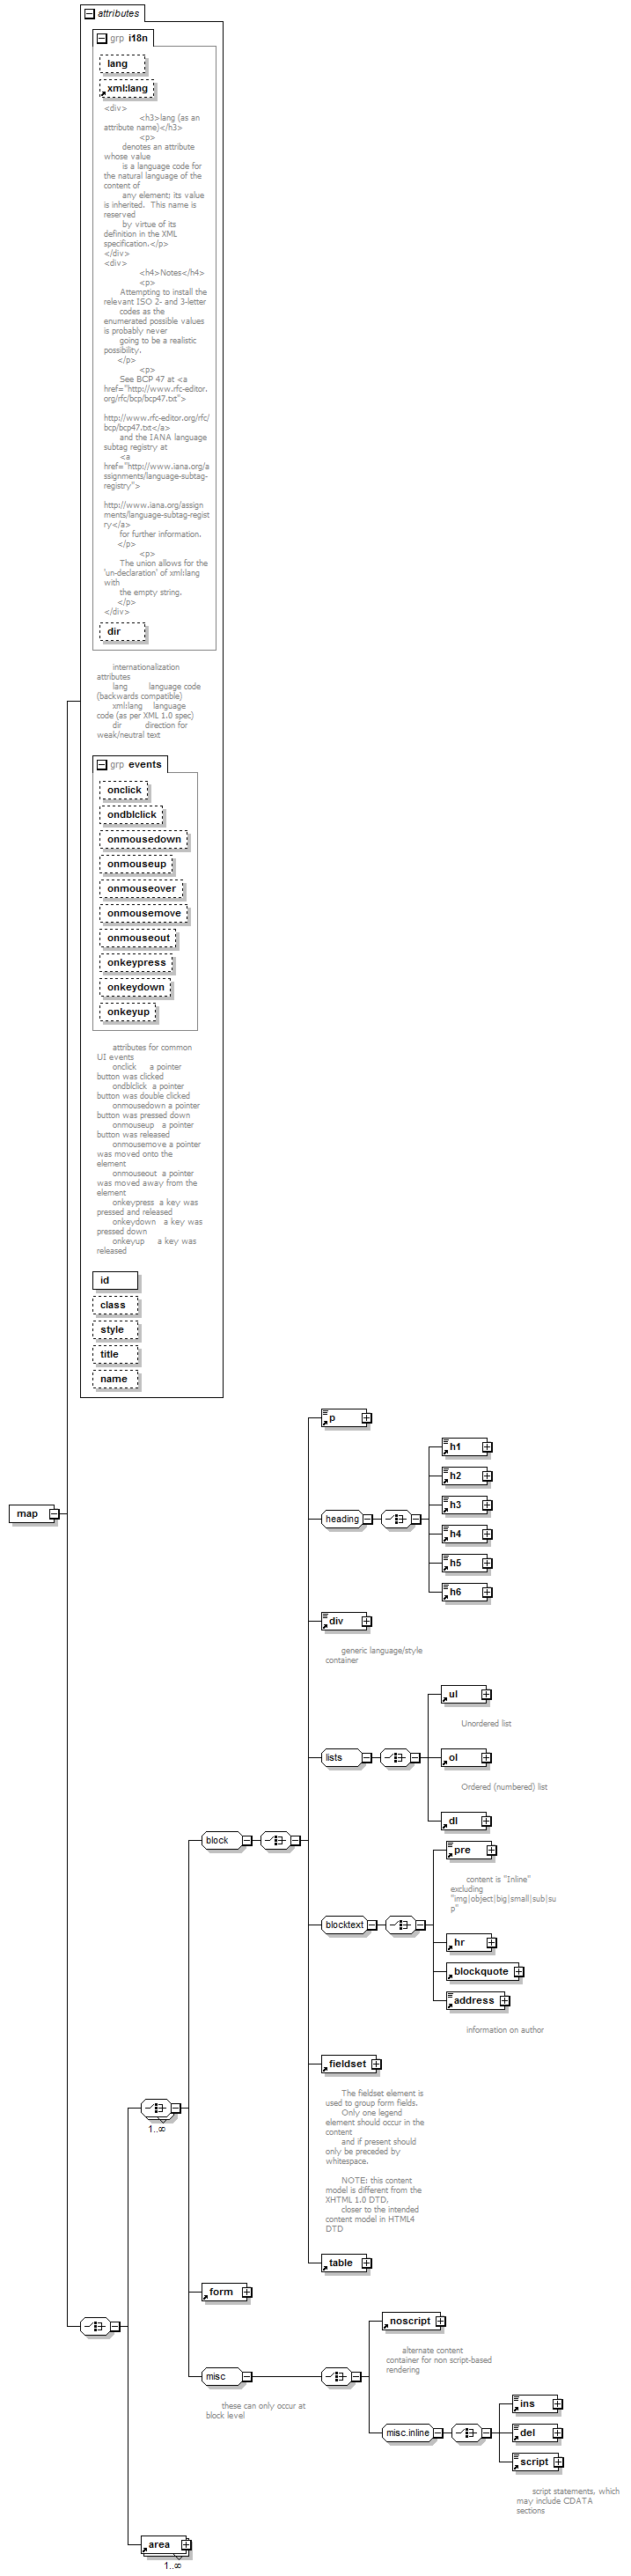 attributes
grp i18n
lang
xml:lang
<div>
<h3>lang (as an
attribute name)</h3>
<p>
denotes an attribute
whose value
is a language code for
the natural language of the
content of
any element; its value
is inherited. This name is
reserved
by virtue of its
definition in the XML
specification.</p>
</div>
<div>
<h4>Notes</h4>
<p>
Attempting to install the
relevant ISO 2- and 3-letter
codes as the
enumerated possible values
is probably never
going to be a realistic
possibility.
</p>
<p>
See BCP 47 at <a
href="http://www.rfc-editor.
org/rfc/bcp/bcp47.txt">
http://www.rfc-editor.org/rfc/
bcp/bcp47.txt</a>
and the IANA language
subtag registry at
<a
href="http://www.iana.org/a
ssignments/language-subtag-
registry">
http://www.iana.org/assign
ments/language-subtag-regist
ry</a>
for further information.
</p>
<p>
The union allows for the
'un-declaration' of xml:lang
with
the empty string.
</p>
</div>
dir
internationalization
attributes
lang language code
(backwards compatible)
xml:lang language
code (as per XML 1.0 spec)
dir direction for
weak/neutral text
grp events
onclick
ondblclick
onmousedown
onmouseup
onmouseover
onmousemove
onmouseout
onkeypress
onkeydown
onkeyup
attributes for common
UI events
onclick a pointer
button was clicked
ondblclick a pointer
button was double clicked
onmousedown a pointer
button was pressed down
onmouseup a pointer
button was released
onmousemove a pointer
was moved onto the
element
onmouseout a pointer
was moved away from the
element
onkeypress a key was
pressed and released
onkeydown a key was
pressed down
onkeyup a key was
released
id
class
style
title
name
map
p
heading
h1
h2
h3
h4
h5
h6
div
generic language/style
container
lists
ul
Unordered list
ol
Ordered (numbered) list
dl
block
blocktext
pre
content is "Inline"
excluding
"img|object|big|small|sub|su
p"
hr
blockquote
address
information on author
fieldset
The fieldset element is
used to group form fields.
Only one legend
element should occur in the
content
and if present should
only be preceded by
whitespace.
NOTE: this content
model is different from the
XHTML 1.0 DTD,
closer to the intended
content model in HTML4
DTD
table
1..∞
form
misc
these can only occur at
block level
noscript
alternate content
container for non script-based
rendering
misc.inline
ins
del
script
script statements, which
may include CDATA
sections
area
1..∞